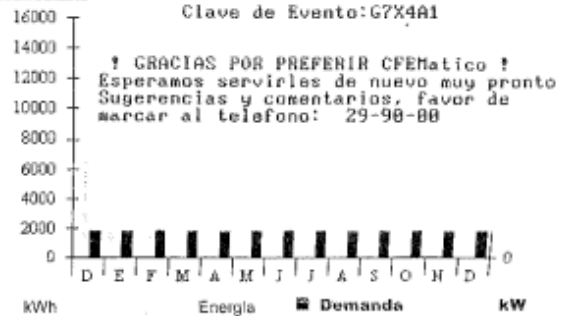 Clave de Evento:G7X4A1
! GRACIAS POR PREFERIR CFEMatico !
Esperamos servirles de nuevo muy pronto
Sugerencias y comentarios, favor de
marcar al telefono: 29-90-00
16000
14000
12000
10000
8000
6000
4000
2000
0
0
D E F M A M J J A S O N D
kWh Energía Demanda kW